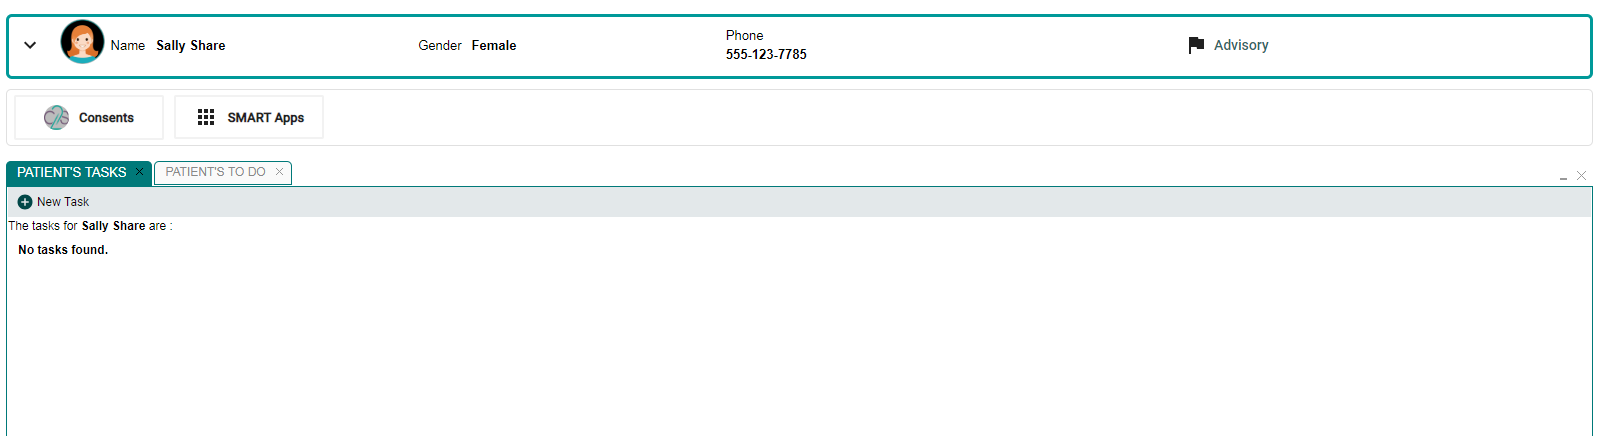 Name Sally Share Gender Female Phone 555-123-7785 Advisory
Consents SMART Apps
PATIENT'S TASKS PATIENT'S TO DO
New Task
The tasks for Sally Share are :
No tasks found.